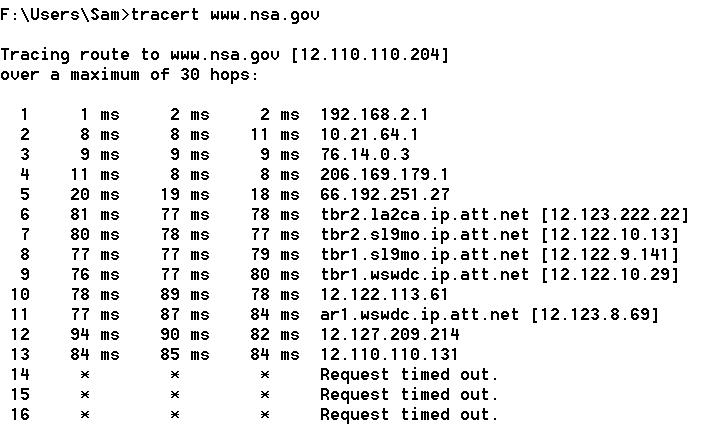 F:\Users\Sam>tracert www.nsa.gov
Tracing route to www.nsa.gov [12.110.110.204]
over a maximum of 30 hops:
1 1 ms 2 ms 2 ms 192.168.2.1
2 8 ms 8 ms 11 ms 10.21.64.1
3 9 ms 9 ms 9 ms 76.14.0.3
4 11 ms 8 ms 8 ms 206.169.179.1
5 20 ms 19 ms 18 ms 66.192.251.27
6 81 ms 77 ms 78 ms tbr2.la2ca.ip.att.net [12.123.222.22]
7 80 ms 78 ms 77 ms tbr2.sl9mo.ip.att.net [12.122.10.13]
8 77 ms 77 ms 79 ms tbr1.sl9mo.ip.att.net [12.122.9.141]
9 76 ms 77 ms 80 ms tbr1.wswdc.ip.att.net [12.122.10.29]
10 78 ms 89 ms 78 ms 12.122.113.61
11 77 ms 87 ms 84 ms ar1.wswdc.ip.att.net [12.123.8.69]
12 94 ms 90 ms 82 ms 12.127.209.214
13 84 ms 85 ms 84 ms 12.110.110.131
14 * * * Request timed out.
15 * * * Request timed out.
16 * * * Request timed out.